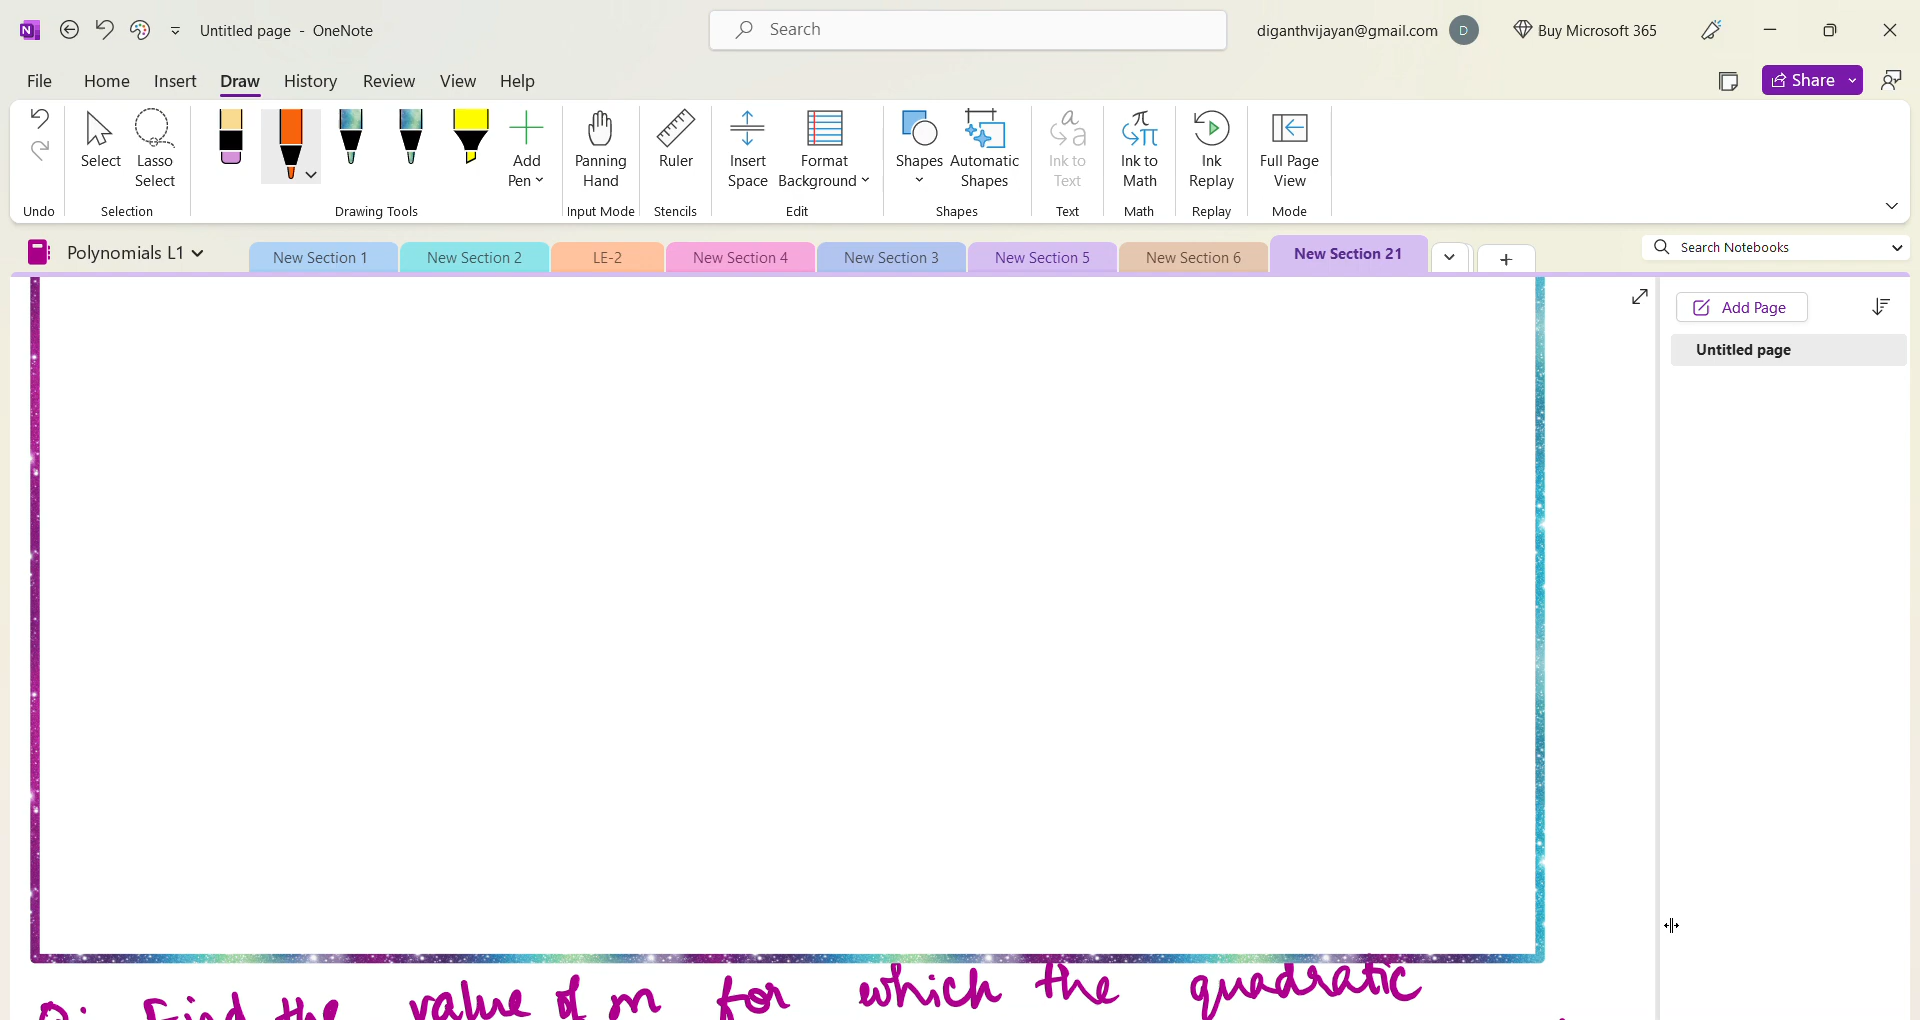 Untitled page - OneNote
Search
diganthvijayan@gmail.com
D
Buy Microsoft 365
File Home Insert Draw History Review View Help
Share
Select
Lasso Select
Add Pen
Panning Hand
Ruler
Insert Space
Format Background
Shapes
Automatic Shapes
Ink to Text
Ink to Math
Ink Replay
Full Page View
Undo Selection Drawing Tools Input Mode Stencils Edit Shapes Text Math Replay Mode
Polynomials L1
New Section 1
New Section 2
LE-2
New Section 4
New Section 3
New Section 5
New Section 6
New Section 21
Search Notebooks
Add Page
Untitled page
Q: Find the value of m for which the quadratic